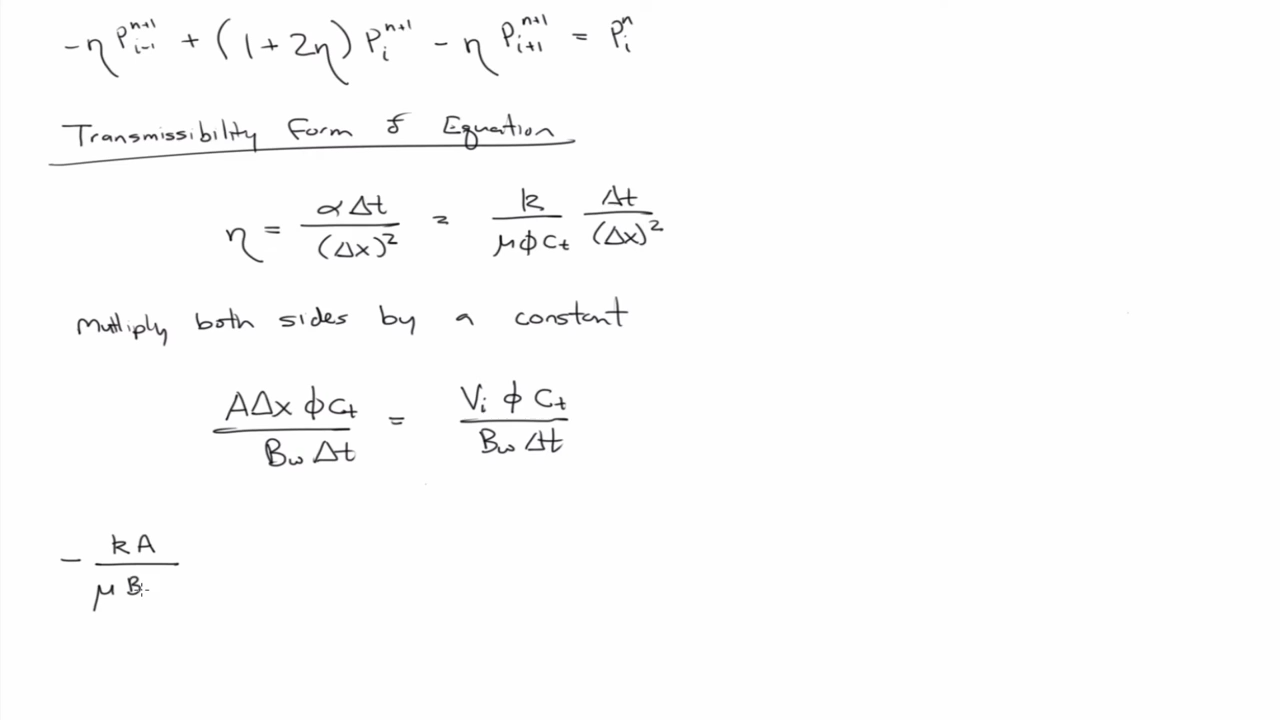 -η P_{i-1}^{n+1} + (1+2η) P_i^{n+1} - η P_{i+1}^{n+1} = P_i^n
Transmissibility Form of Equation
η = αΔt / (Δx)² = k / μφc_t Δt / (Δx)²
Multiply both sides by a constant
AΔx φc_t / B_w Δt = V_i φ c_t / B_w Δt
- kA / μ B